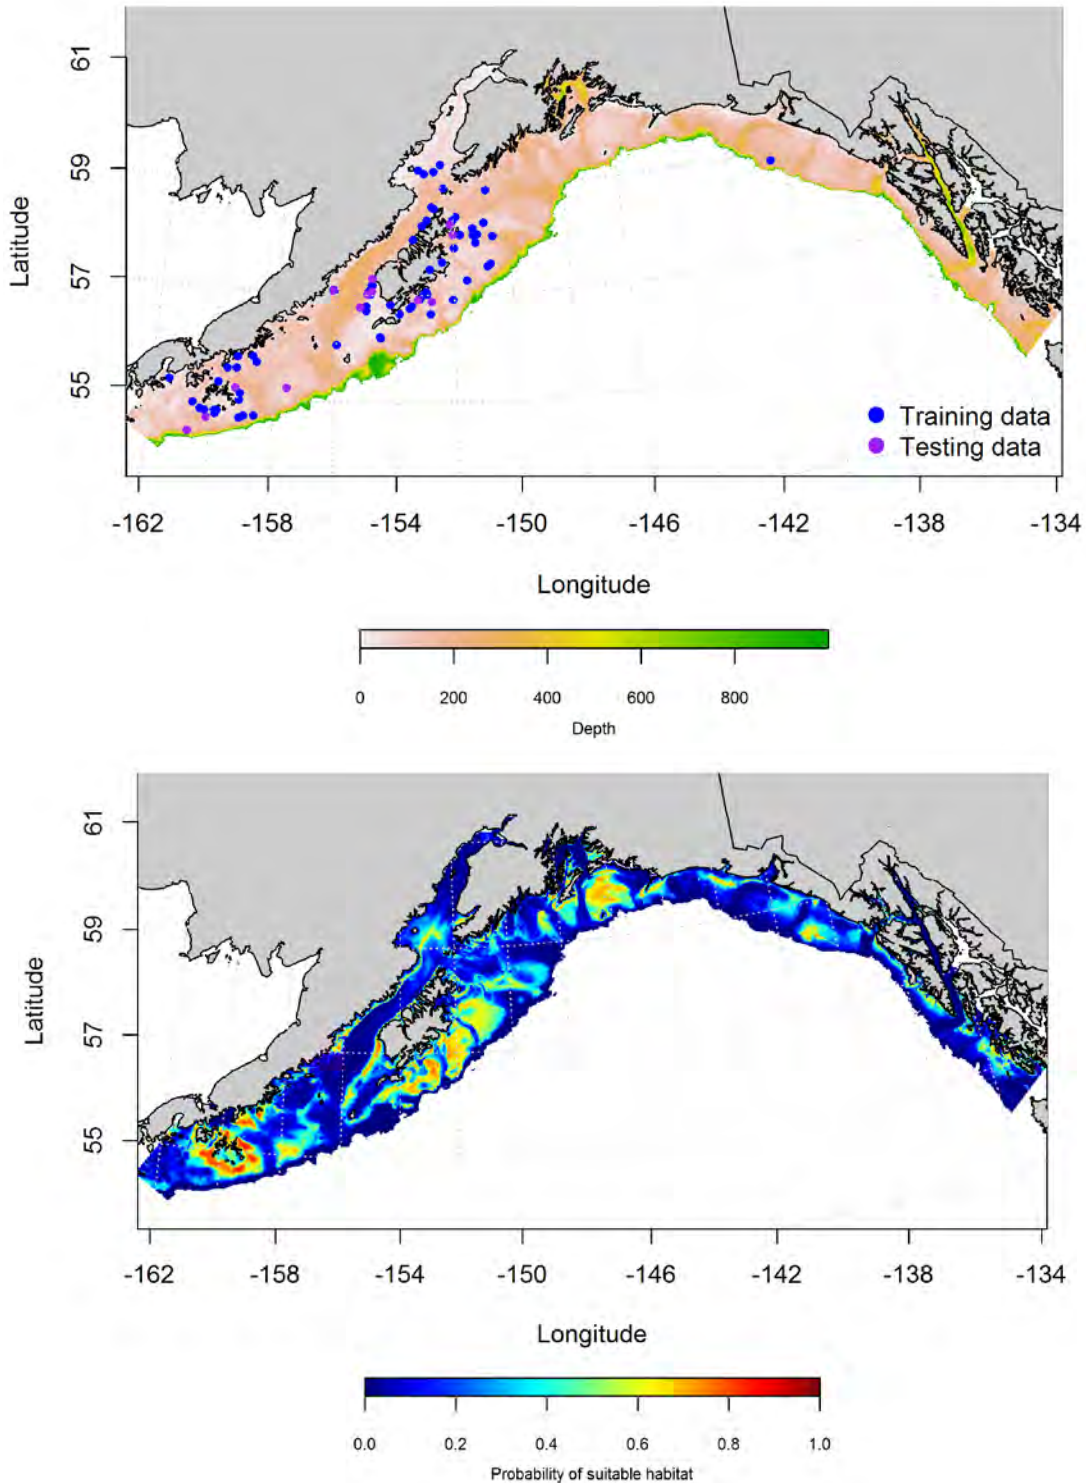 61
59
57
55
Latitude
Training data
Testing data
-162 -158 -154 -150 -146 -142 -138 -134
Longitude
0 200 400 600 800
Depth
61
59
57
55
Latitude
-162 -158 -154 -150 -146 -142 -138 -134
Longitude
0.0 0.2 0.4 0.6 0.8 1.0
Probability of suitable habitat